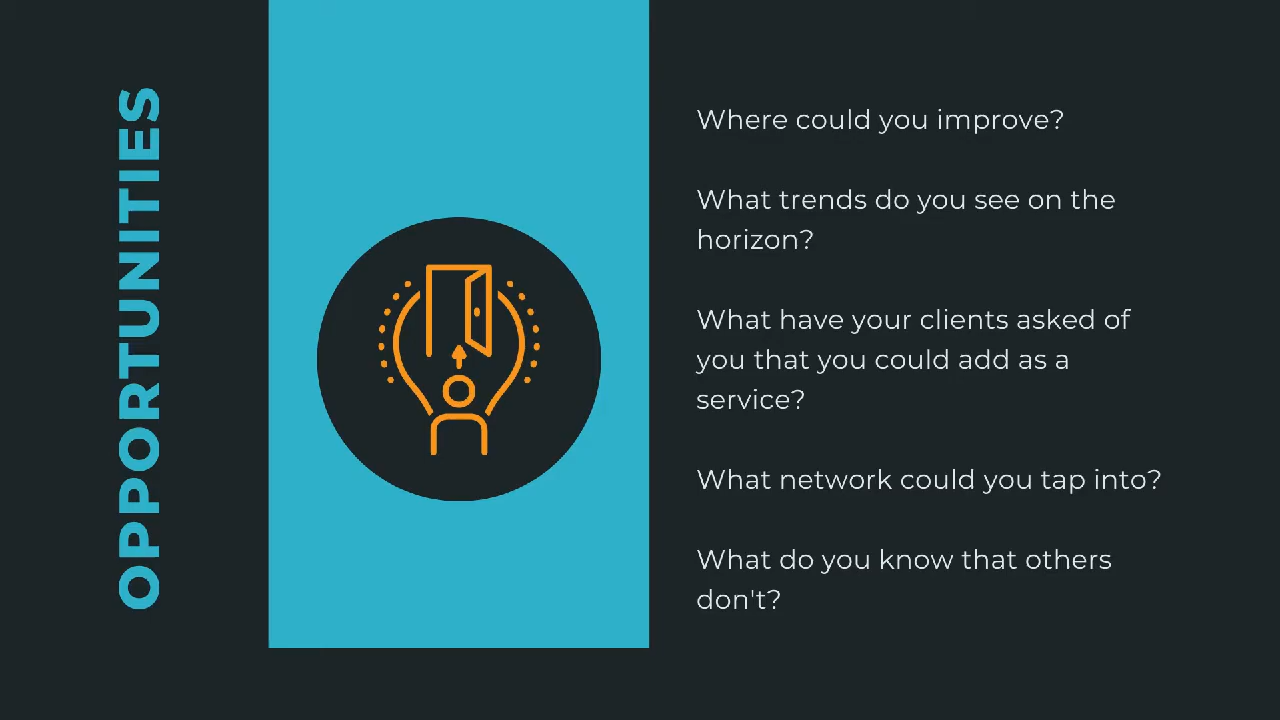 OPPORTUNITIES
Where could you improve?
What trends do you see on the
horizon?
What have your clients asked of
you that you could add as a
service?
What network could you tap into?
What do you know that others
don't?